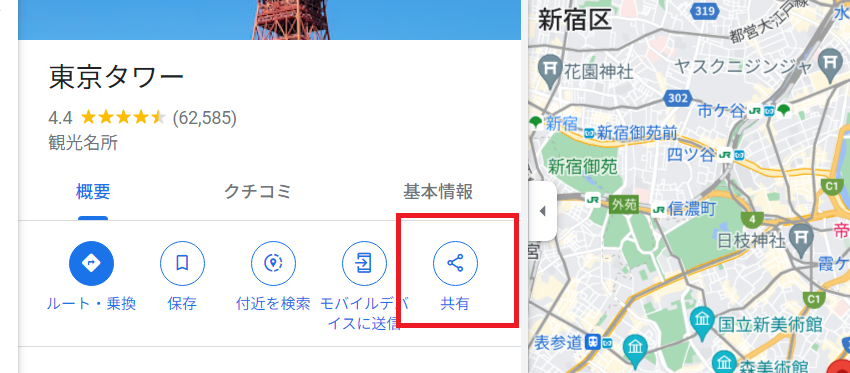 東京タワー
4.4 ★★★★★ (62,585)
観光名所
概要
クチコミ
基本情報
ルート・乗換
保存
付近を検索
モバイルデバ
イスに送信
共有
新宿区
319
都営大江戸線
花園神社
ヤスクニジンジャ
302
市ケ谷
新宿
新宿御苑前
四ツ谷
新宿御苑
C1
外苑
信濃町
4
日枝神社
C1
国立新美術館
表参道
森美術館